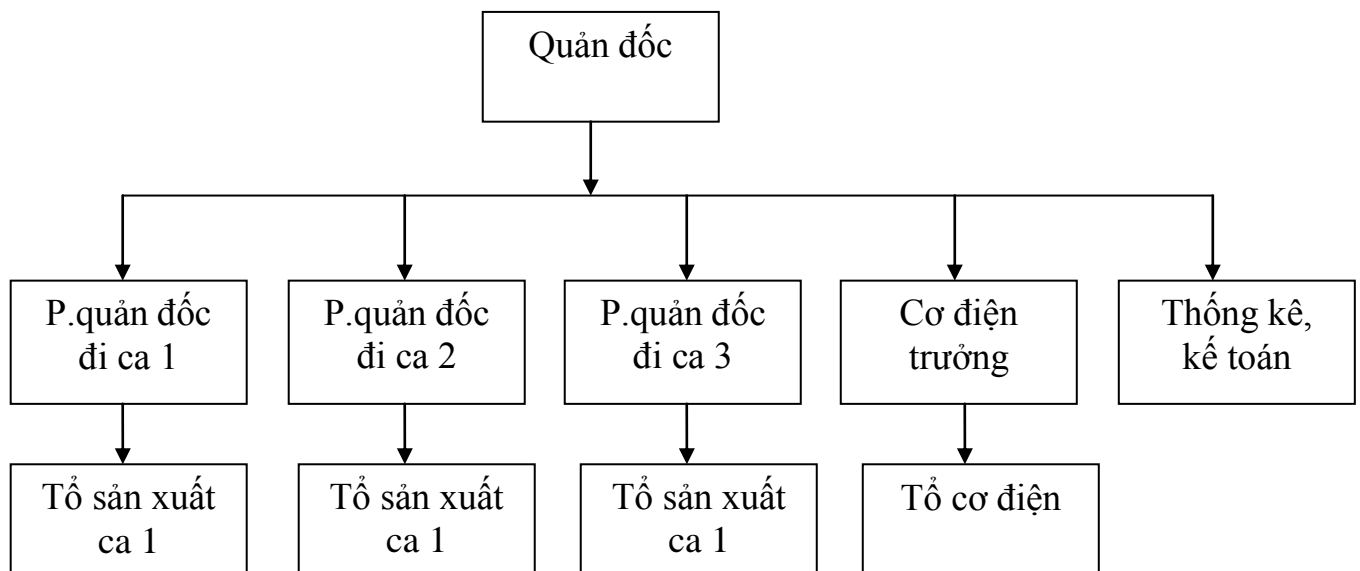 Quản đốc
P.quản đốc
đi ca 1
P.quản đốc
đi ca 2
P.quản đốc
đi ca 3
Cơ điện
trưởng
Thống kê,
kế toán
Tổ sản xuất
ca 1
Tổ sản xuất
ca 1
Tổ sản xuất
ca 1
Tổ cơ điện